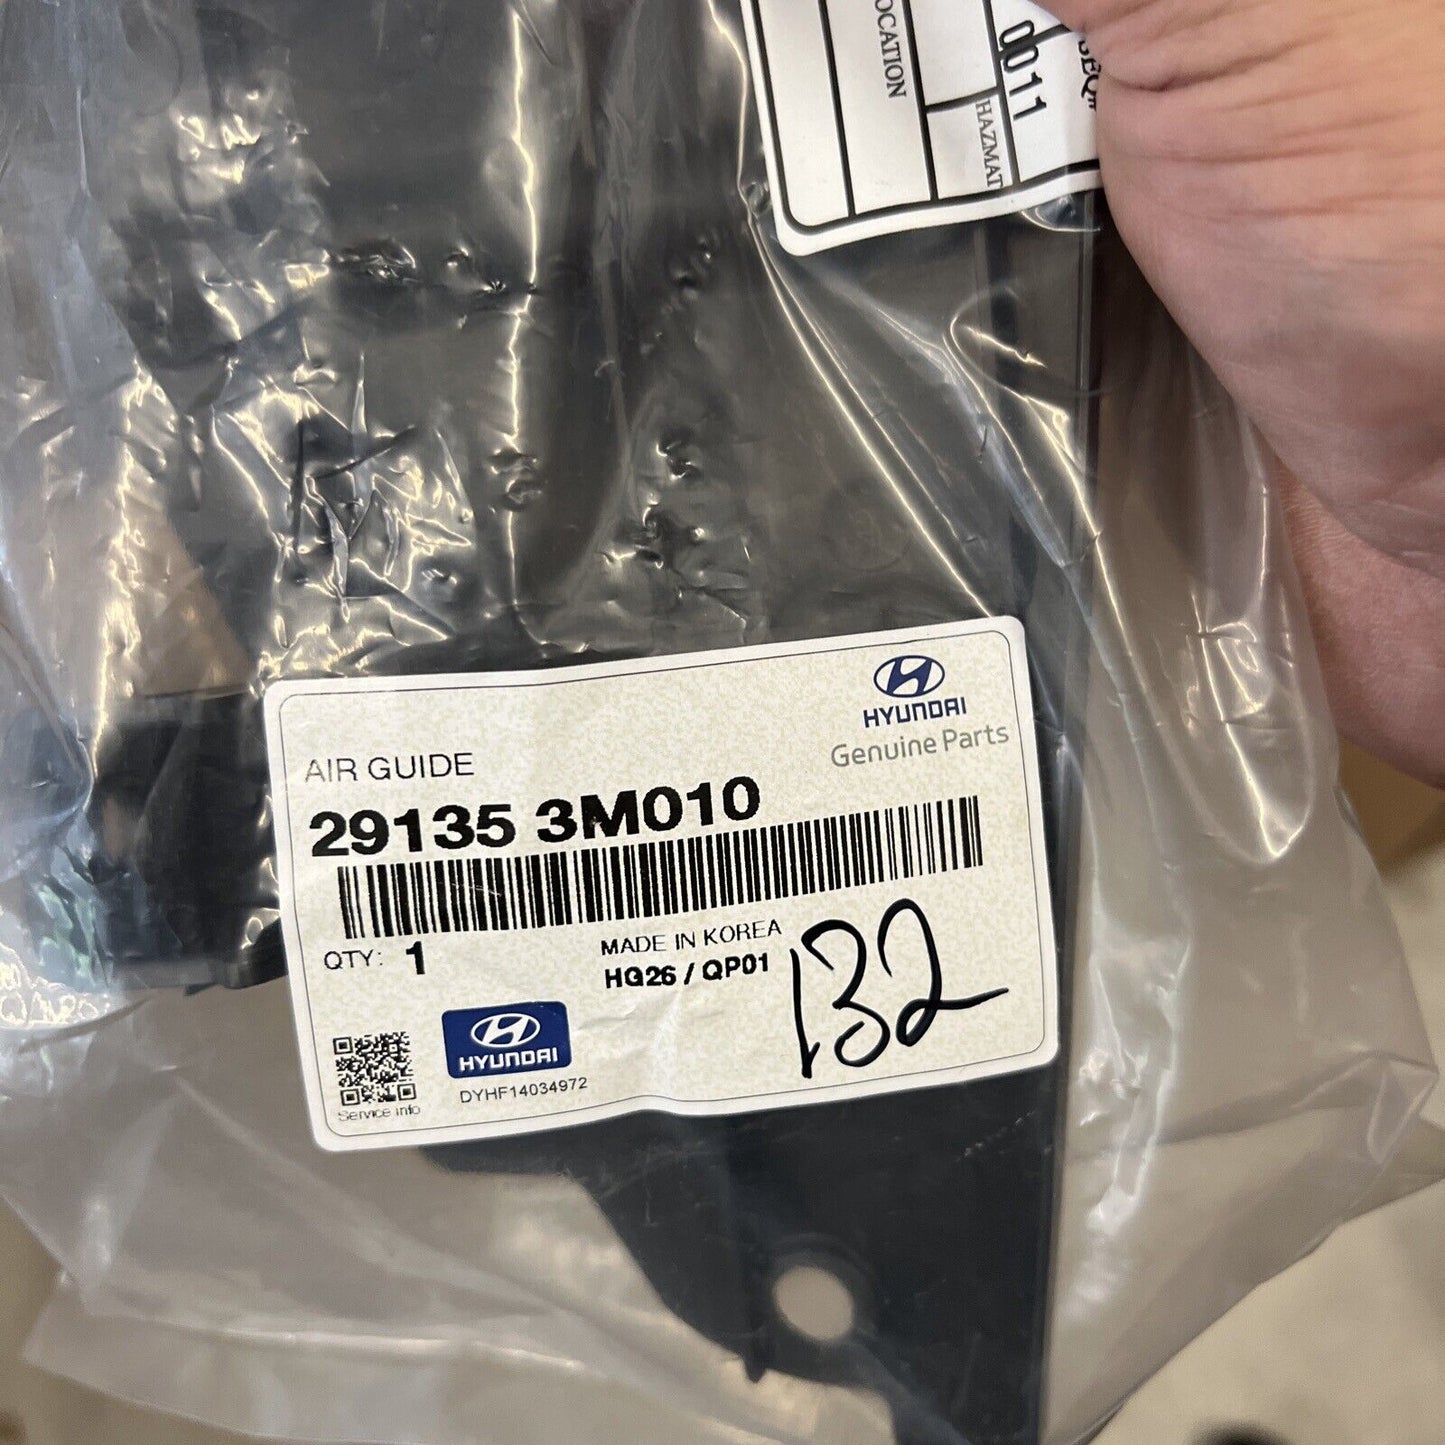 OCATION
0011
HAZMAT
HYUNDAI
Genuine Parts
AIR GUIDE
29135 3M010
QTY: 1
MADE IN KOREA
HG26 / QP01
132
HYUNDAI
DYHF14034972
Service info